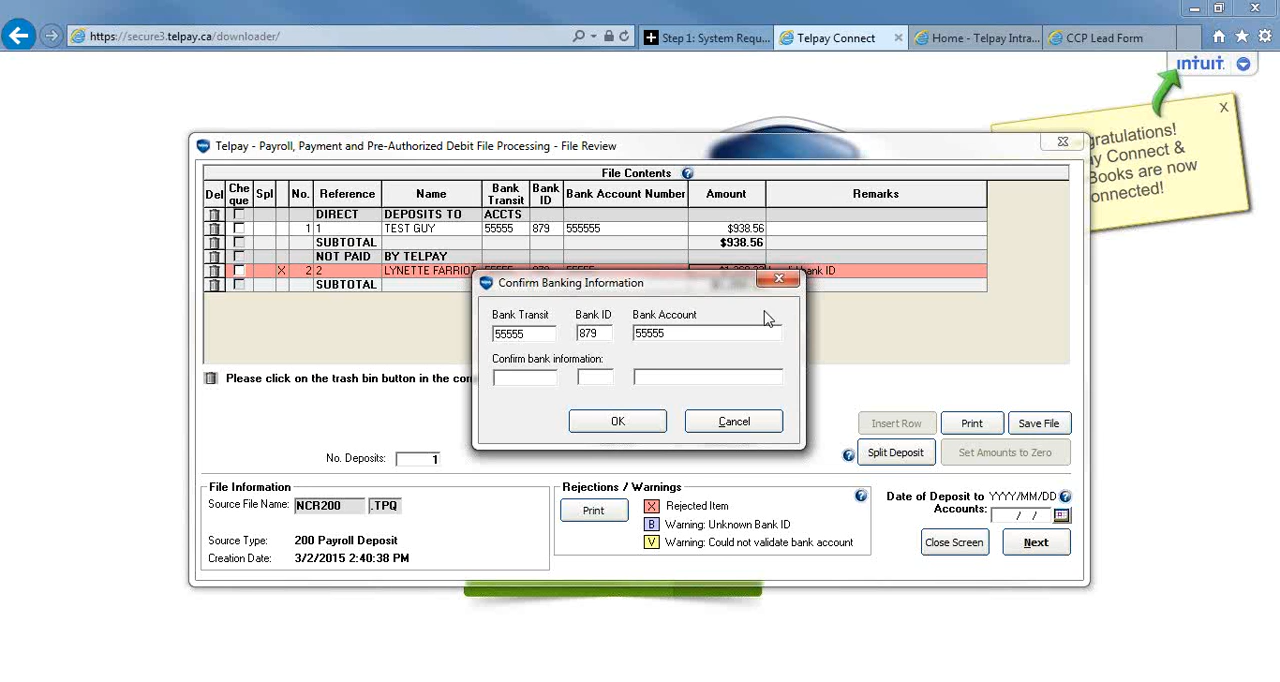 https://secure3.telpay.ca/downloader/
Step 1: System Requ...
Telpay Connect
Home - Telpay Intra...
CCP Lead Form
intuit.
gratulations!
ay Connect &
Books are now
onnected!
Telpay - Payroll, Payment and Pre-Authorized Debit File Processing - File Review
File Contents
Del Che que Spl No. Reference Name Bank Transit Bank ID Bank Account Number Amount Remarks
DIRECT DEPOSITS TO ACCTS
1 1 TEST GUY 55555 879 555555 $938.56
SUBTOTAL $938.56
NOT PAID BY TELPAY
X 2 2 LYNETTE FARRIOT bank ID
SUBTOTAL
Confirm Banking Information
Bank Transit Bank ID Bank Account
55555 879 55555
Confirm bank information:
OK Cancel
Please click on the trash bin button in the
Insert Row Print Save File
Split Deposit Set Amounts to Zero
No. Deposits: 1
File Information
Source File Name: NCR200 .TPQ
Source Type: 200 Payroll Deposit
Creation Date: 3/2/2015 2:40:38 PM
Rejections / Warnings
Print
X Rejected Item
B Warning: Unknown Bank ID
V Warning: Could not validate bank account
Date of Deposit to YYYY/MM/DD
Accounts: / /
Close Screen Next